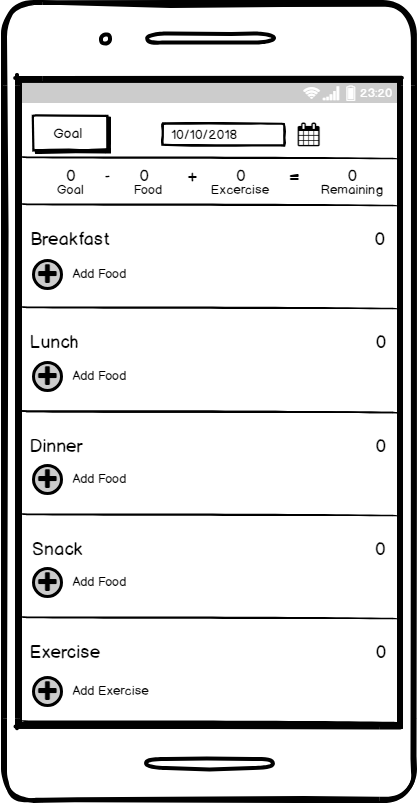 23:20
Goal 10/10/2018
0 - 0 + 0 = 0
Goal Food Excercise Remaining
Breakfast 0
Add Food
Lunch 0
Add Food
Dinner 0
Add Food
Snack 0
Add Food
Exercise 0
Add Exercise